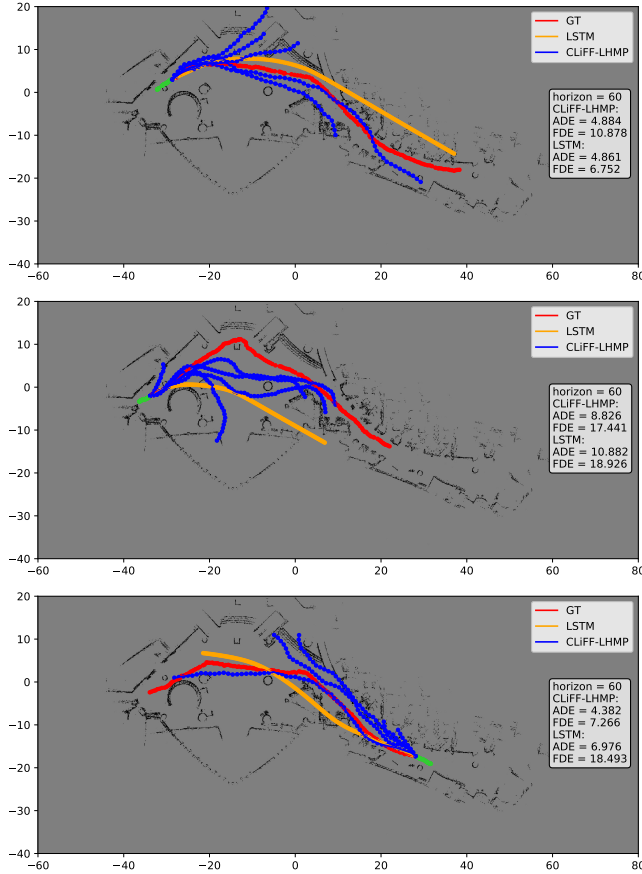 20
10
0
−10
−20
−30
−40
−60
−40
−20
0
20
40
60
80
GT
LSTM
CLiFF-LHMP
horizon = 60
CLiFF-LHMP:
ADE = 4.884
FDE = 10.878
LSTM:
ADE = 4.861
FDE = 6.752
20
10
0
−10
−20
−30
−40
−60
−40
−20
0
20
40
60
80
GT
LSTM
CLiFF-LHMP
horizon = 60
CLiFF-LHMP:
ADE = 8.826
FDE = 17.441
LSTM:
ADE = 10.882
FDE = 18.926
20
10
0
−10
−20
−30
−40
−60
−40
−20
0
20
40
60
80
GT
LSTM
CLiFF-LHMP
horizon = 60
CLiFF-LHMP:
ADE = 4.382
FDE = 7.266
LSTM:
ADE = 6.976
FDE = 18.493